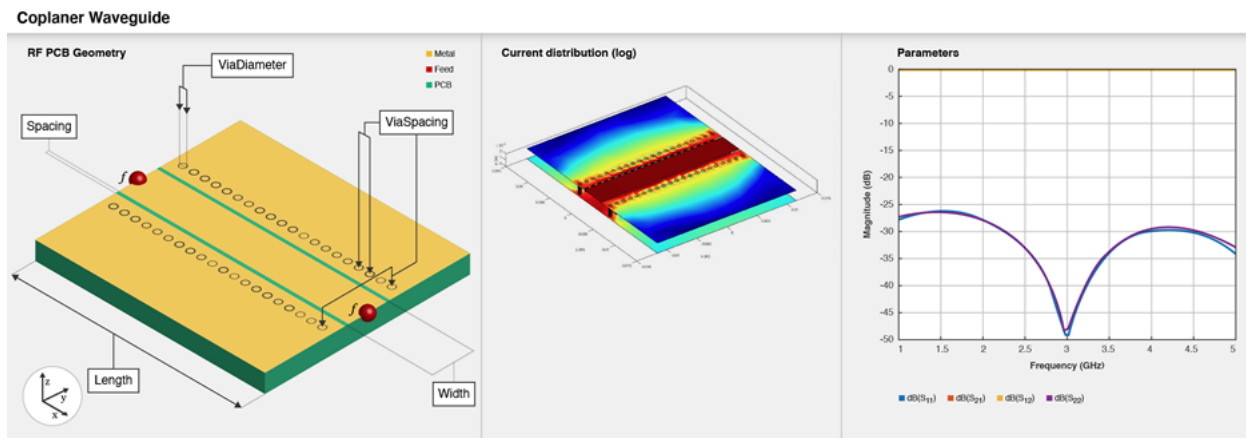 Coplaner Waveguide
RF PCB Geometry
Metal
Feed
PCB
ViaDiameter
ViaSpacing
Spacing
f
f
Length
Width
z
y
x
Current distribution (log)
Parameters
Magnitude (dB)
0
-5
-10
-15
-20
-25
-30
-35
-40
-45
-50
1 1.5 2 2.5 3 3.5 4 4.5 5
Frequency (GHz)
dB(S11) dB(S21) dB(S12) dB(S22)